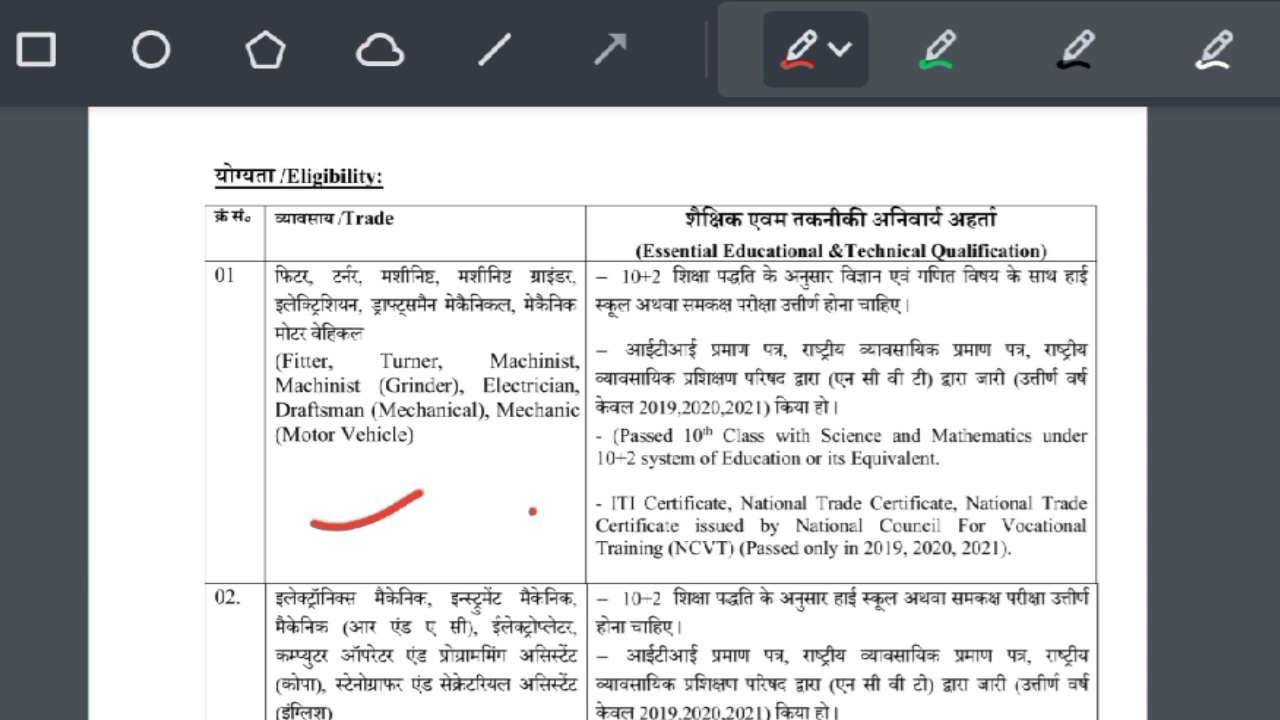 योग्यता /Eligibility:
क्रं सं० व्यावसाय /Trade शैक्षिक एवम तकनीकी अनिवार्य अहर्ता
(Essential Educational &Technical Qualification)
01
फिटर, टर्नर, मशीनिष्ट, मशीनिष्ट ग्राइंडर,
इलेक्ट्रिशियन, ड्राफ्ट्समैन मेकैनिकल, मेकैनिक
मोटर वेहिकल
(Fitter, Turner, Machinist,
Machinist (Grinder), Electrician,
Draftsman (Mechanical), Mechanic
(Motor Vehicle)
– 10+2 शिक्षा पद्धति के अनुसार विज्ञान एवं गणित विषय के साथ हाई
स्कूल अथवा समकक्ष परीक्षा उत्तीर्ण होना चाहिए।
– आईटीआई प्रमाण पत्र, राष्ट्रीय व्यावसायिक प्रमाण पत्र, राष्ट्रीय
व्यावसायिक प्रशिक्षण परिषद द्वारा (एन सी वी टी) द्वारा जारी (उत्तीर्ण वर्ष
केवल 2019,2020,2021) किया हो।
- (Passed 10th Class with Science and Mathematics under
10+2 system of Education or its Equivalent.
- ITI Certificate, National Trade Certificate, National Trade
Certificate issued by National Council For Vocational
Training (NCVT) (Passed only in 2019, 2020, 2021).
02.
इलेक्ट्रॉनिक्स मैकेनिक, इन्स्ट्रुमेंट मैकेनिक,
मैकेनिक (आर एंड ए सी), ईलेक्ट्रोप्लेटर,
कम्प्युटर ऑपरेटर एंड प्रोग्रामिंग असिस्टेंट
(कोपा), स्टेनोग्राफर एंड सेक्रेटरियल असिस्टेंट
(इंग्लिश)
– 10+2 शिक्षा पद्धति के अनुसार हाई स्कूल अथवा समकक्ष परीक्षा उत्तीर्ण
होना चाहिए।
– आईटीआई प्रमाण पत्र, राष्ट्रीय व्यावसायिक प्रमाण पत्र, राष्ट्रीय
व्यावसायिक प्रशिक्षण परिषद द्वारा (एन सी वी टी) द्वारा जारी (उत्तीर्ण वर्ष
केवल 2019,2020,2021) किया हो।